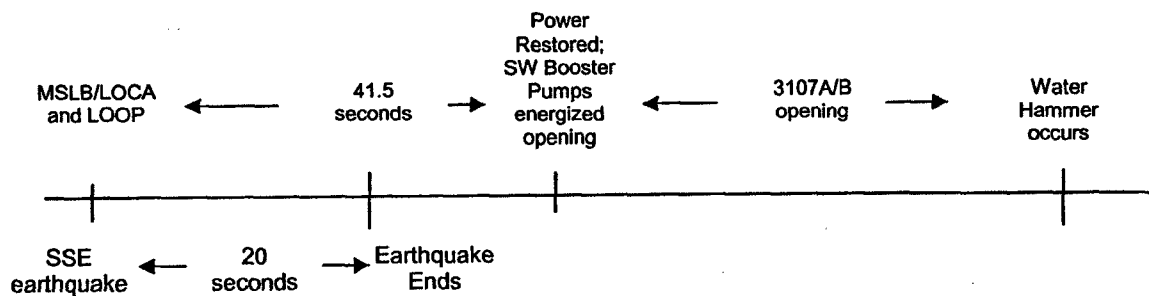 MSLB/LOCA
and LOOP
41.5
seconds
Power
Restored;
SW Booster
Pumps
energized
opening
3107A/B
opening
Water
Hammer
occurs
SSE
earthquake
20
seconds
Earthquake
Ends